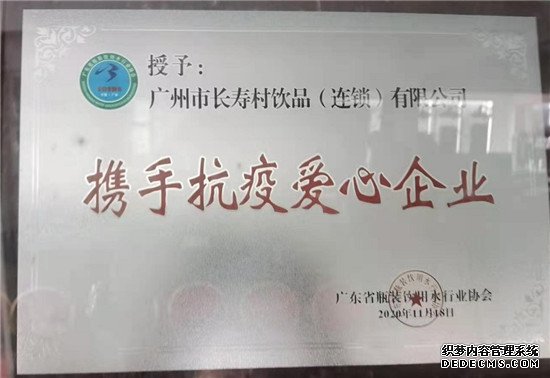 授予：
广州市长寿村饮品（连锁）有限公司
携手抗疫爱心企业
广东省瓶装饮用水行业协会
2020年11月18日
织梦内容管理系统
DEDECMS.COM